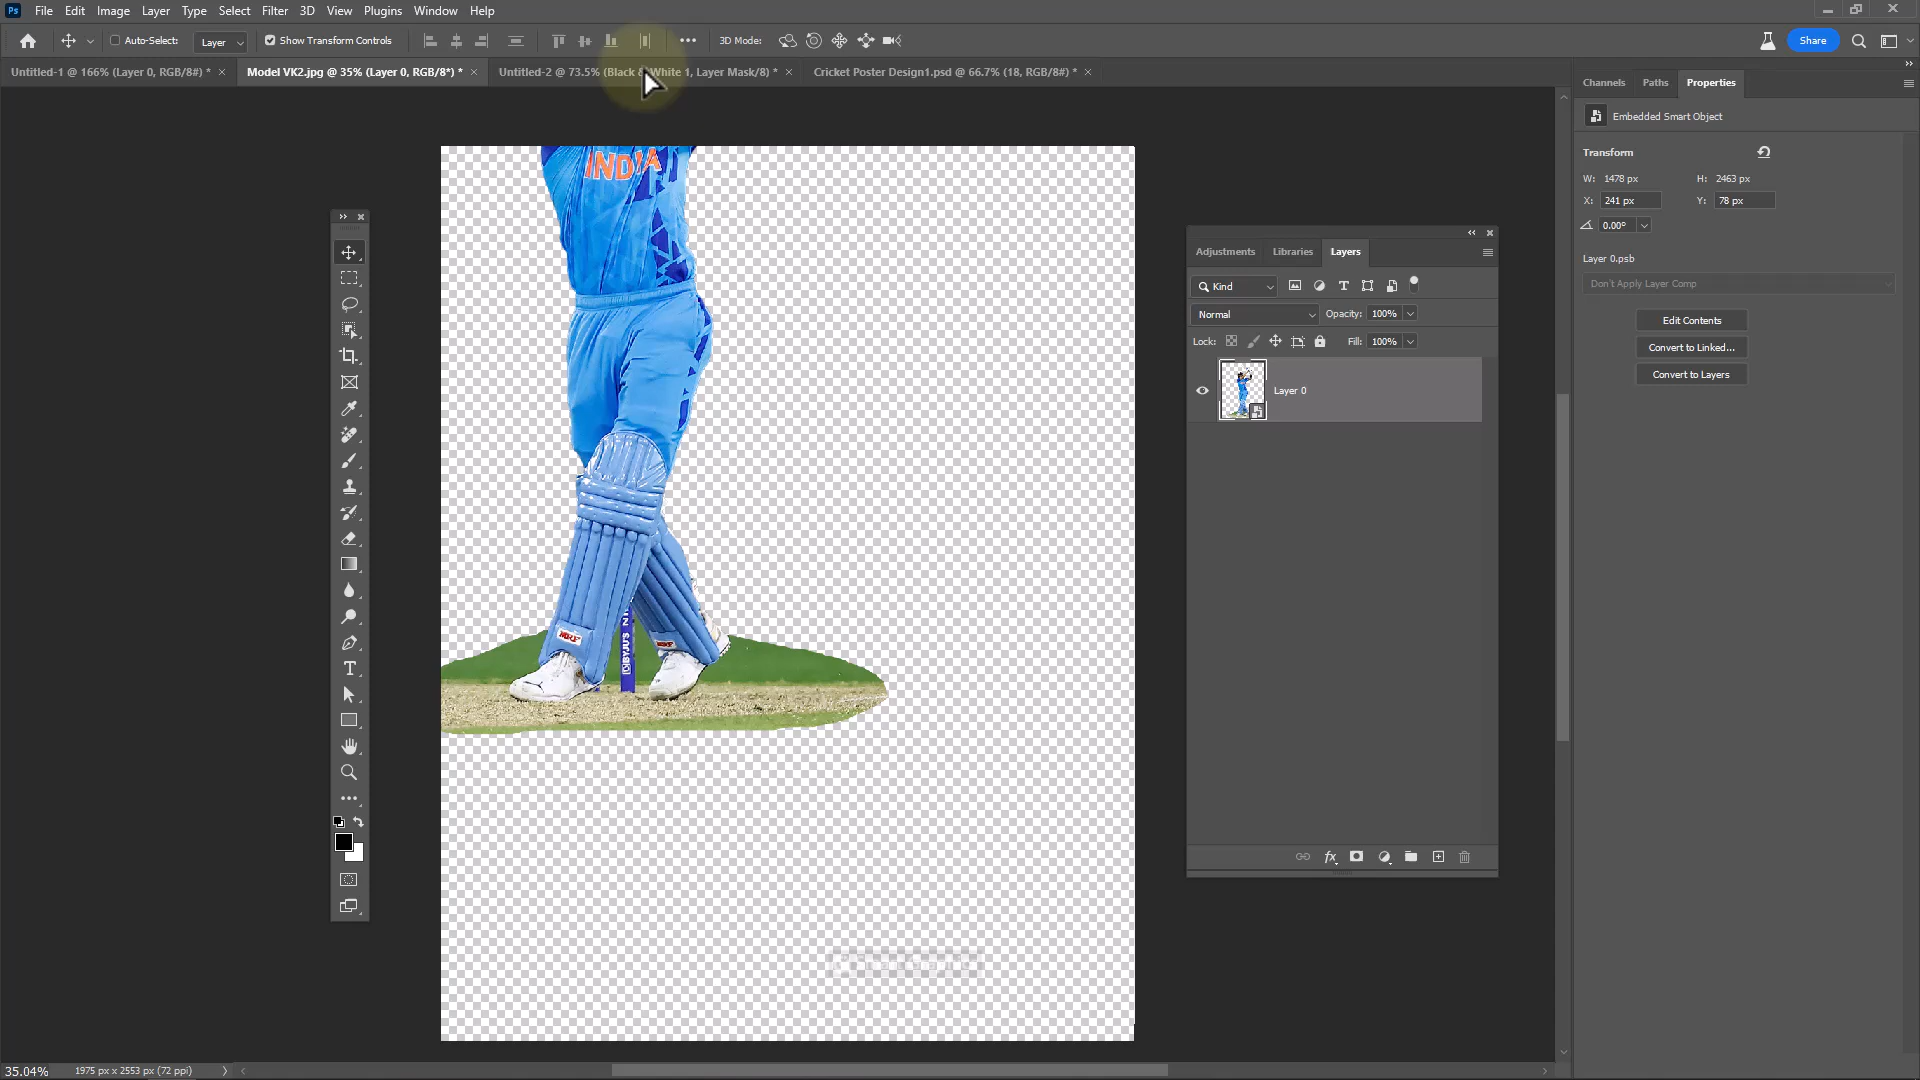 Ps File Edit Image Layer Type Select Filter 3D View Plugins Window Help
Auto-Select: Layer Show Transform Controls 3D Mode: Share
Untitled-1 @ 166% (Layer 0, RGB/8#) * × Model VK2.jpg @ 35% (Layer 0, RGB/8*) * × Untitled-2 @ 73.5% (Black & White 1, Layer Mask/8) * × Cricket Poster Design1.psd @ 66.7% (18, RGB/8#) * ×
Channels Paths Properties
Embedded Smart Object
Transform
W: 1478 px H: 2463 px
X: 241 px Y: 78 px
0.00°
Layer 0.psb
Don't Apply Layer Comp
Edit Contents
Convert to Linked...
Convert to Layers
INDIA
MRF
BYJU'S
Adjustments Libraries Layers
Kind
Normal Opacity: 100%
Lock: Fill: 100%
Layer 0
fx
35.04% 1975 px x 2553 px (72 ppi)